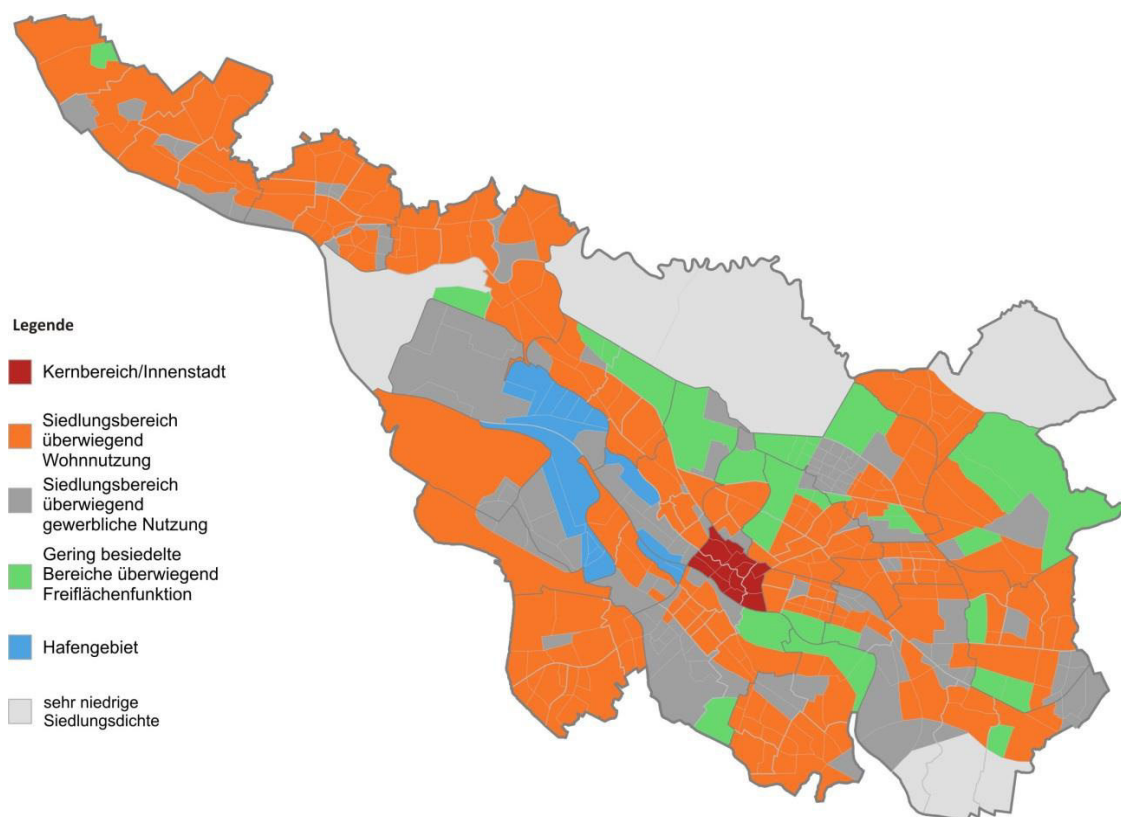 Legende
Kernbereich/Innenstadt
Siedlungsbereich
überwiegend
Wohnnutzung
Siedlungsbereich
überwiegend
gewerbliche Nutzung
Gering besiedelte
Bereiche überwiegend
Freiflächenfunktion
Hafengebiet
sehr niedrige
Siedlungsdichte